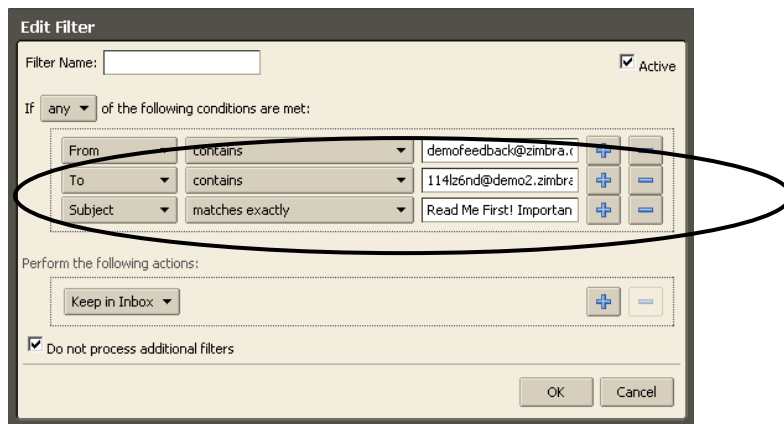 Edit Filter
Filter Name: Active
If any of the following conditions are met:
From contains demofeedback@zimbra.c
To contains 114lz6nd@demo2.zimbra
Subject matches exactly Read Me First! Importan
Perform the following actions:
Keep in Inbox
Do not process additional filters
OK Cancel